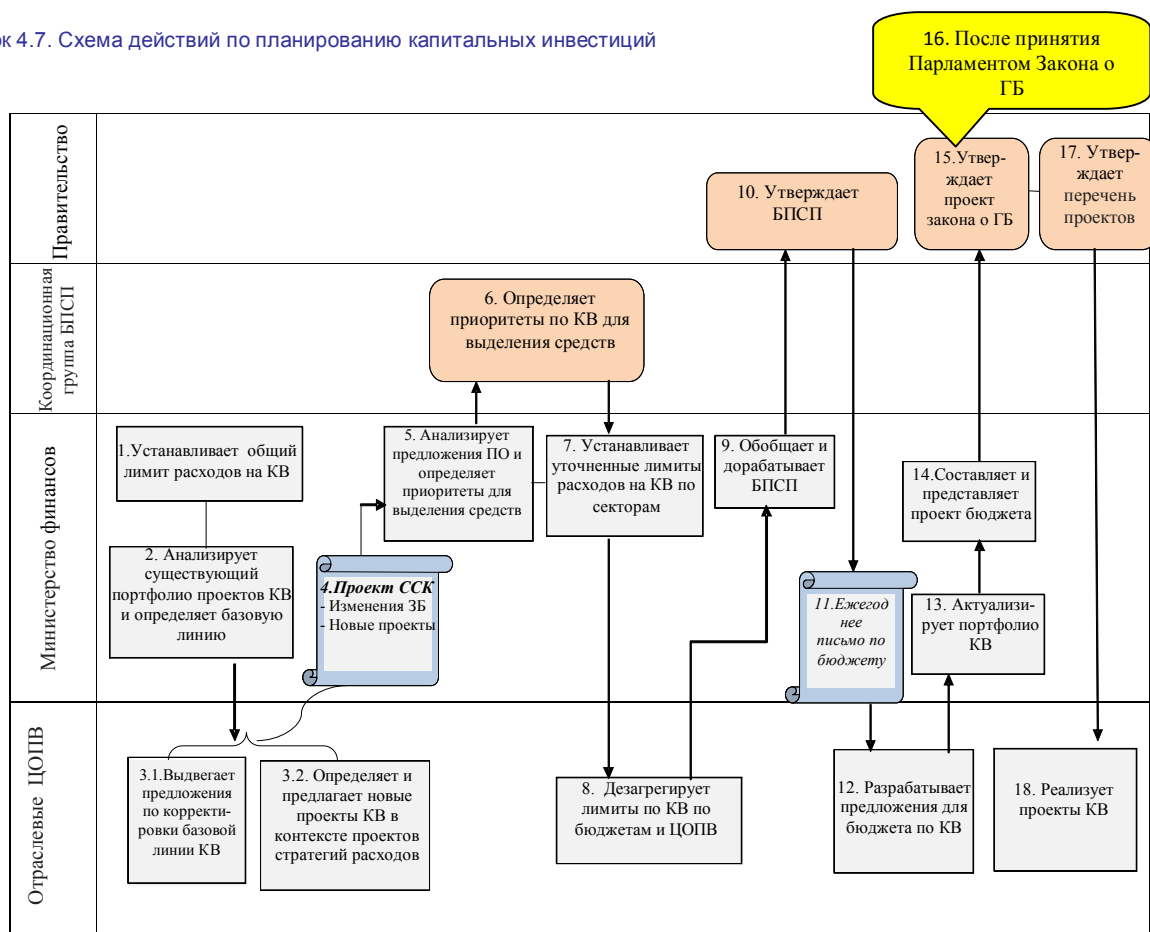 ок 4.7. Схема действий по планированию капитальных инвестиций
16. После принятия
Парламентом Закона о
ГБ
Правительство
10. Утверждает
БПСП
15.Утвер-
ждает
проект
закона о ГБ
17. Утвер-
ждает
перечень
проектов
Координационная
группа БПСП
6. Определяет
приоритеты по КВ для
выделения средств
Министерство финансов
1.Устанавливает общий
лимит расходов на КВ
2. Анализирует
существующий
портфолио проектов КВ
и определяет базовую
линию
4.Проект ССК
- Изменения ЗБ
- Новые проекты
5. Анализирует
предложения ПО и
определяет
приоритеты для
выделения средств
7. Устанавливает
уточненные лимиты
расходов на КВ по
секторам
9. Обобщает и
дорабатывает
БПСП
11.Ежегод
нее
письмо по
бюджету
14.Составляет и
представляет
проект бюджета
13. Актуализи-
рует портфолио
КВ
Отраслевые ЦОПВ
3.1.Выдвегает
предложения
по корректи-
ровки базовой
линии КВ
3.2. Определяет и
предлагает новые
проекты КВ в
контексте проектов
стратегий расходов
8. Дезагрегирует
лимиты по КВ по
бюджетам и ЦОПВ
12. Разрабатывает
предложения для
бюджета по КВ
18. Реализует
проекты КВ